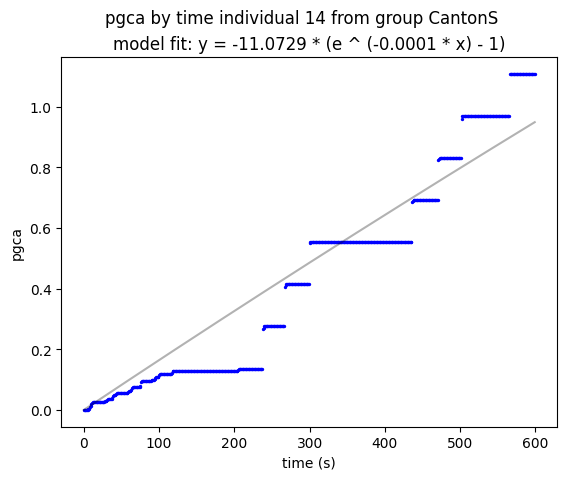 pgca by time individual 14 from group CantonS
model fit: y = -11.0729 * (e ^ (-0.0001 * x) - 1)
1.0
0.8
0.6
0.4
0.2
0.0
pgca
0 100 200 300 400 500 600
time (s)